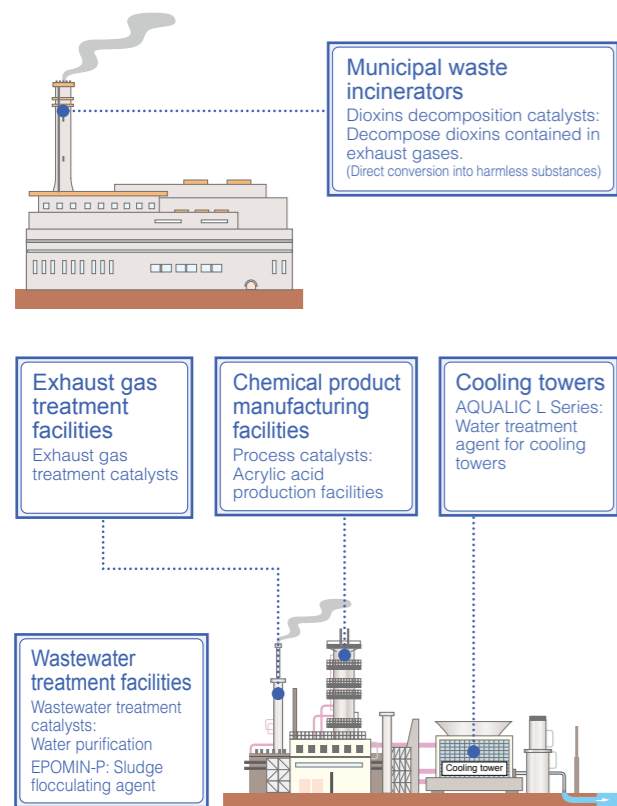 Municipal waste
incinerators
Dioxins decomposition catalysts:
Decompose dioxins contained in
exhaust gases.
(Direct conversion into harmless substances)
Exhaust gas
treatment
facilities
Exhaust gas
treatment catalysts
Chemical product
manufacturing
facilities
Process catalysts:
Acrylic acid
production facilities
Cooling towers
AQUALIC L Series:
Water treatment
agent for cooling
towers
Wastewater
treatment facilities
Wastewater treatment
catalysts:
Water purification
EPOMIN-P: Sludge
flocculating agent
Cooling tower